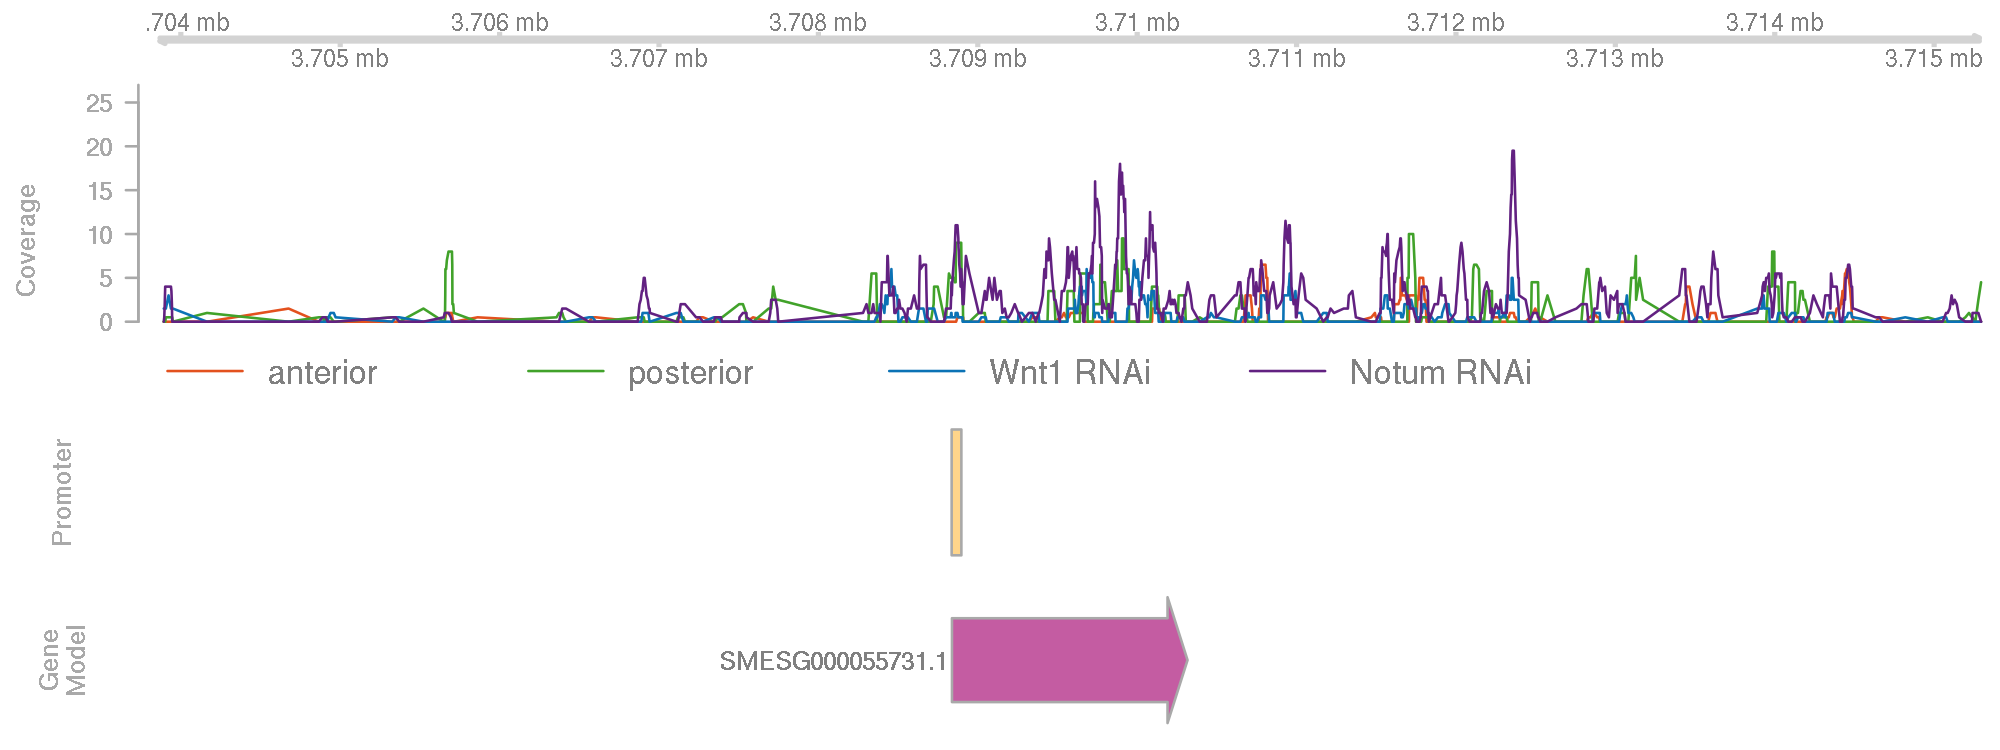 .704 mb 3.706 mb 3.708 mb 3.71 mb 3.712 mb 3.714 mb
3.705 mb 3.707 mb 3.709 mb 3.711 mb 3.713 mb 3.715 mb
25
20
15
10
5
0
Coverage
anterior posterior Wnt1 RNAi Notum RNAi
Promoter
Gene
Model
SMESG000055731.1